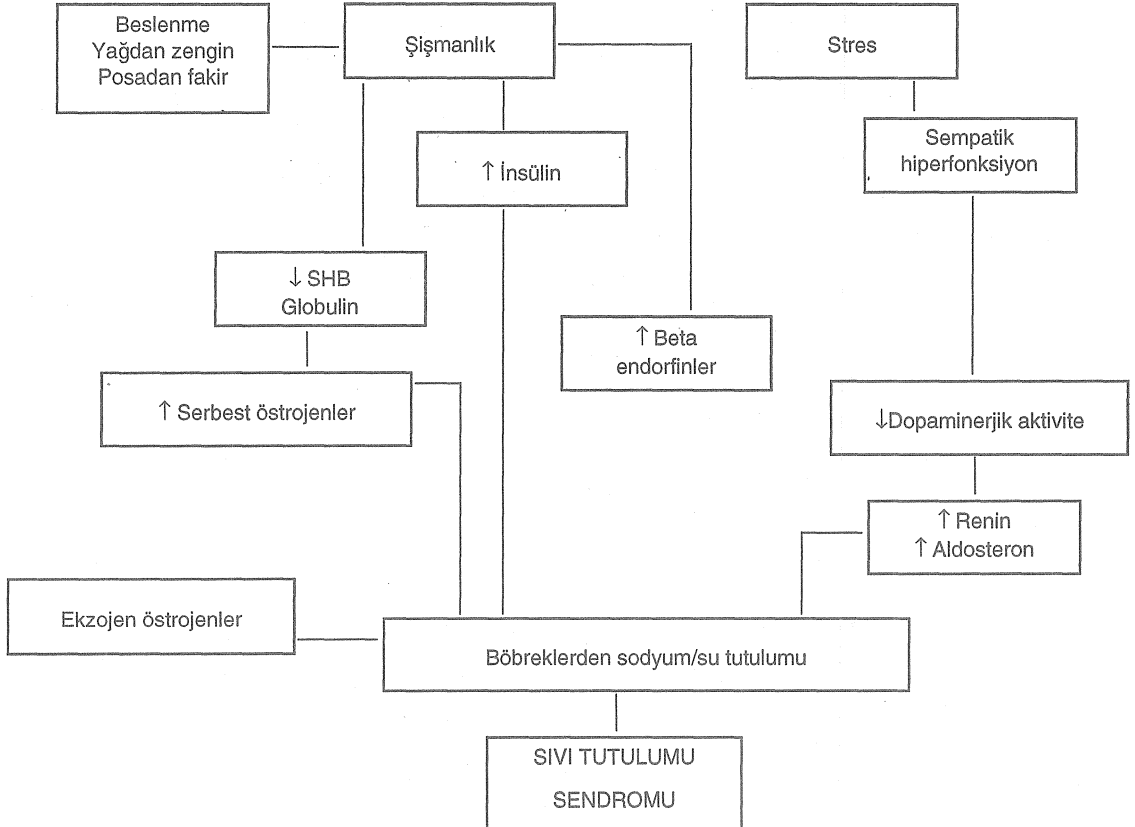 Beslenme
Yağdan zengin
Posadan fakir
Şişmanlık
Stres
Sempatik
hiperfonksiyon
↑ İnsülin
↓ SHB
Globulin
↑ Beta
endorfinler
↑ Serbest östrojenler
↓Dopaminerjik aktivite
↑ Renin
↑ Aldosteron
Ekzojen östrojenler
Böbreklerden sodyum/su tutulumu
SIVI TUTULUMU
SENDROMU